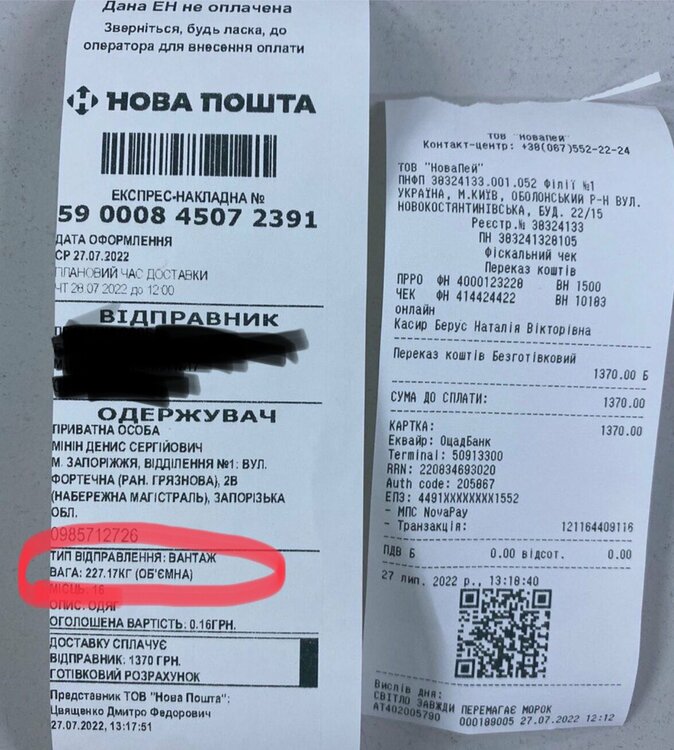 Дана ЕН не оплачена
Зверніться, будь ласка, до
оператора для внесення оплати
НОВА ПОШТА
ЕКСПРЕС-НАКЛАДНА №
59 0008 4507 2391
ДАТА ОФОРМЛЕННЯ
СР 27.07.2022
ПЛАНОВИЙ ЧАС ДОСТАВКИ
ЧТ 28.07.2022 до 12:00
ВІДПРАВНИК
ОДЕРЖУВАЧ
ПРИВАТНА ОСОБА
МІНІН ДЕНИС СЕРГІЙОВИЧ
М. ЗАПОРІЖЖЯ, ВІДДІЛЕННЯ №1: ВУЛ.
ФОРТЕЧНА (РАН. ГРЯЗНОВА), 2В
(НАБЕРЕЖНА МАГІСТРАЛЬ), ЗАПОРІЗЬКА
ОБЛ.
0985712726
ТИП ВІДПРАВЛЕННЯ: ВАНТАЖ
ВАГА: 227.17КГ (ОБ'ЄМНА)
МІСЦЬ: 16
ОПИС: ОДЯГ
ОГОЛОШЕНА ВАРТІСТЬ: 0.16ГРН.
ДОСТАВКУ СПЛАЧУЄ
ВІДПРАВНИК: 1370 ГРН.
ГОТІВКОВИЙ РОЗРАХУНОК
Представник ТОВ "Нова Пошта":
Цвященко Дмитро Федорович
27.07.2022, 13:17:51
ТОВ "НоваПей"
Контакт-центр: +38(067)552-22-24
ТОВ "НоваПей"
ПНФП 38324133.001.052 Філії №1
УКРАЇНА, М.КИЇВ, ОБОЛОНСЬКИЙ Р-Н ВУЛ.
НОВОКОСТЯНТИНІВСЬКА, БУД. 22/15
Реєстр.№ 38324133
ПН 383241328105
Фіскальний чек
Переказ коштів
ПРРО ФН 4000123228 ВН 1500
ЧЕК ФН 414424422 ВН 10183
онлайн
Касир Берус Наталія Вікторівна
Переказ коштів Безготівковий
1370.00 Б
СУМА ДО СПЛАТИ: 1370.00
КАРТКА: 1370.00
Еквайр: ОщадБанк
Terminal: 50913300
RRN: 220834693020
Auth code: 205867
ЕПЗ: 4491XXXXXXXX1552
- МПС NovaPay
- Транзакція: 121164409116
ПДВ Б 0.00 відсот. 0.00
27 лип. 2022 р., 13:18:40
Вислів дня:
СВІТЛО ЗАВЖДИ ПЕРЕМАГАЄ МОРОК
АТ402005790 000189005 27.07.2022 12:12